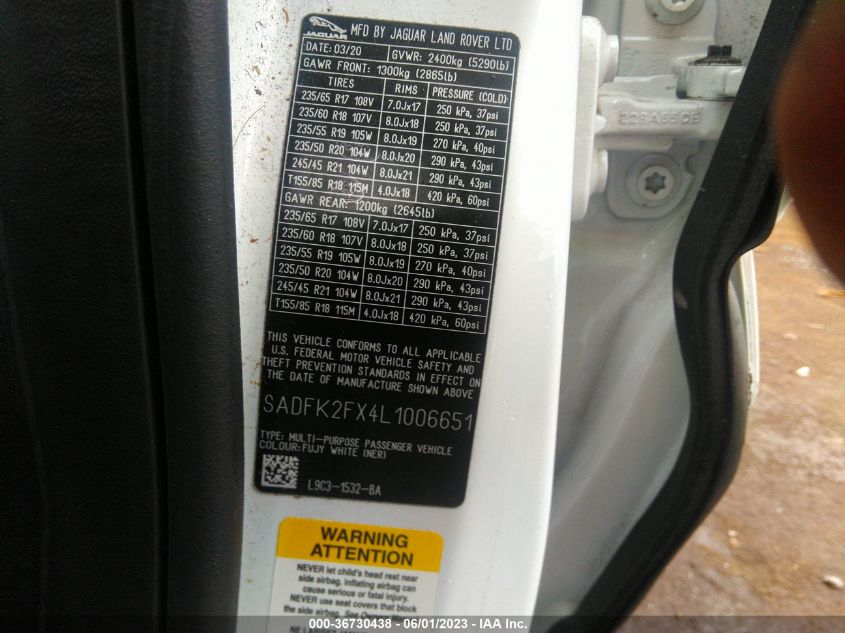 JAGUAR MFD BY JAGUAR LAND ROVER LTD
DATE: 03/20 GVWR: 2400kg (5290lb)
GAWR FRONT: 1300kg (2865lb)
TIRES RIMS PRESSURE (COLD)
235/65 R17 108V 7.0Jx17 250 kPa, 37psi
235/60 R18 107V 8.0Jx18 250 kPa, 37psi
235/55 R19 105W 8.0Jx19 270 kPa, 40psi
235/50 R20 104W 8.0Jx20 290 kPa, 43psi
245/45 R21 104W 8.0Jx21 290 kPa, 43psi
T155/85 R18 115M 4.0Jx18 420 kPa, 60psi
GAWR REAR: 1200kg (2645lb)
235/65 R17 108V 7.0Jx17 250 kPa, 37psi
235/60 R18 107V 8.0Jx18 250 kPa, 37psi
235/55 R19 105W 8.0Jx19 270 kPa, 40psi
235/50 R20 104W 8.0Jx20 290 kPa, 43psi
245/45 R21 104W 8.0Jx21 290 kPa, 43psi
T155/85 R18 115M 4.0Jx18 420 kPa, 60psi
THIS VEHICLE CONFORMS TO ALL APPLICABLE
U.S. FEDERAL MOTOR VEHICLE SAFETY AND
THEFT PREVENTION STANDARDS IN EFFECT ON
THE DATE OF MANUFACTURE SHOWN ABOVE
SADFK2FX4L1006651
TYPE: MULTI-PURPOSE PASSENGER VEHICLE
COLOUR: FUJY WHITE (NER)
L9C3-1532-BA
WARNING
ATTENTION
NEVER let child's head rest near
side airbag. Inflating airbag can
cause serious or fatal injury.
NEVER use seat covers that block
the side airbag. See
000-36730438 - 06/01/2023 - IAA Inc.